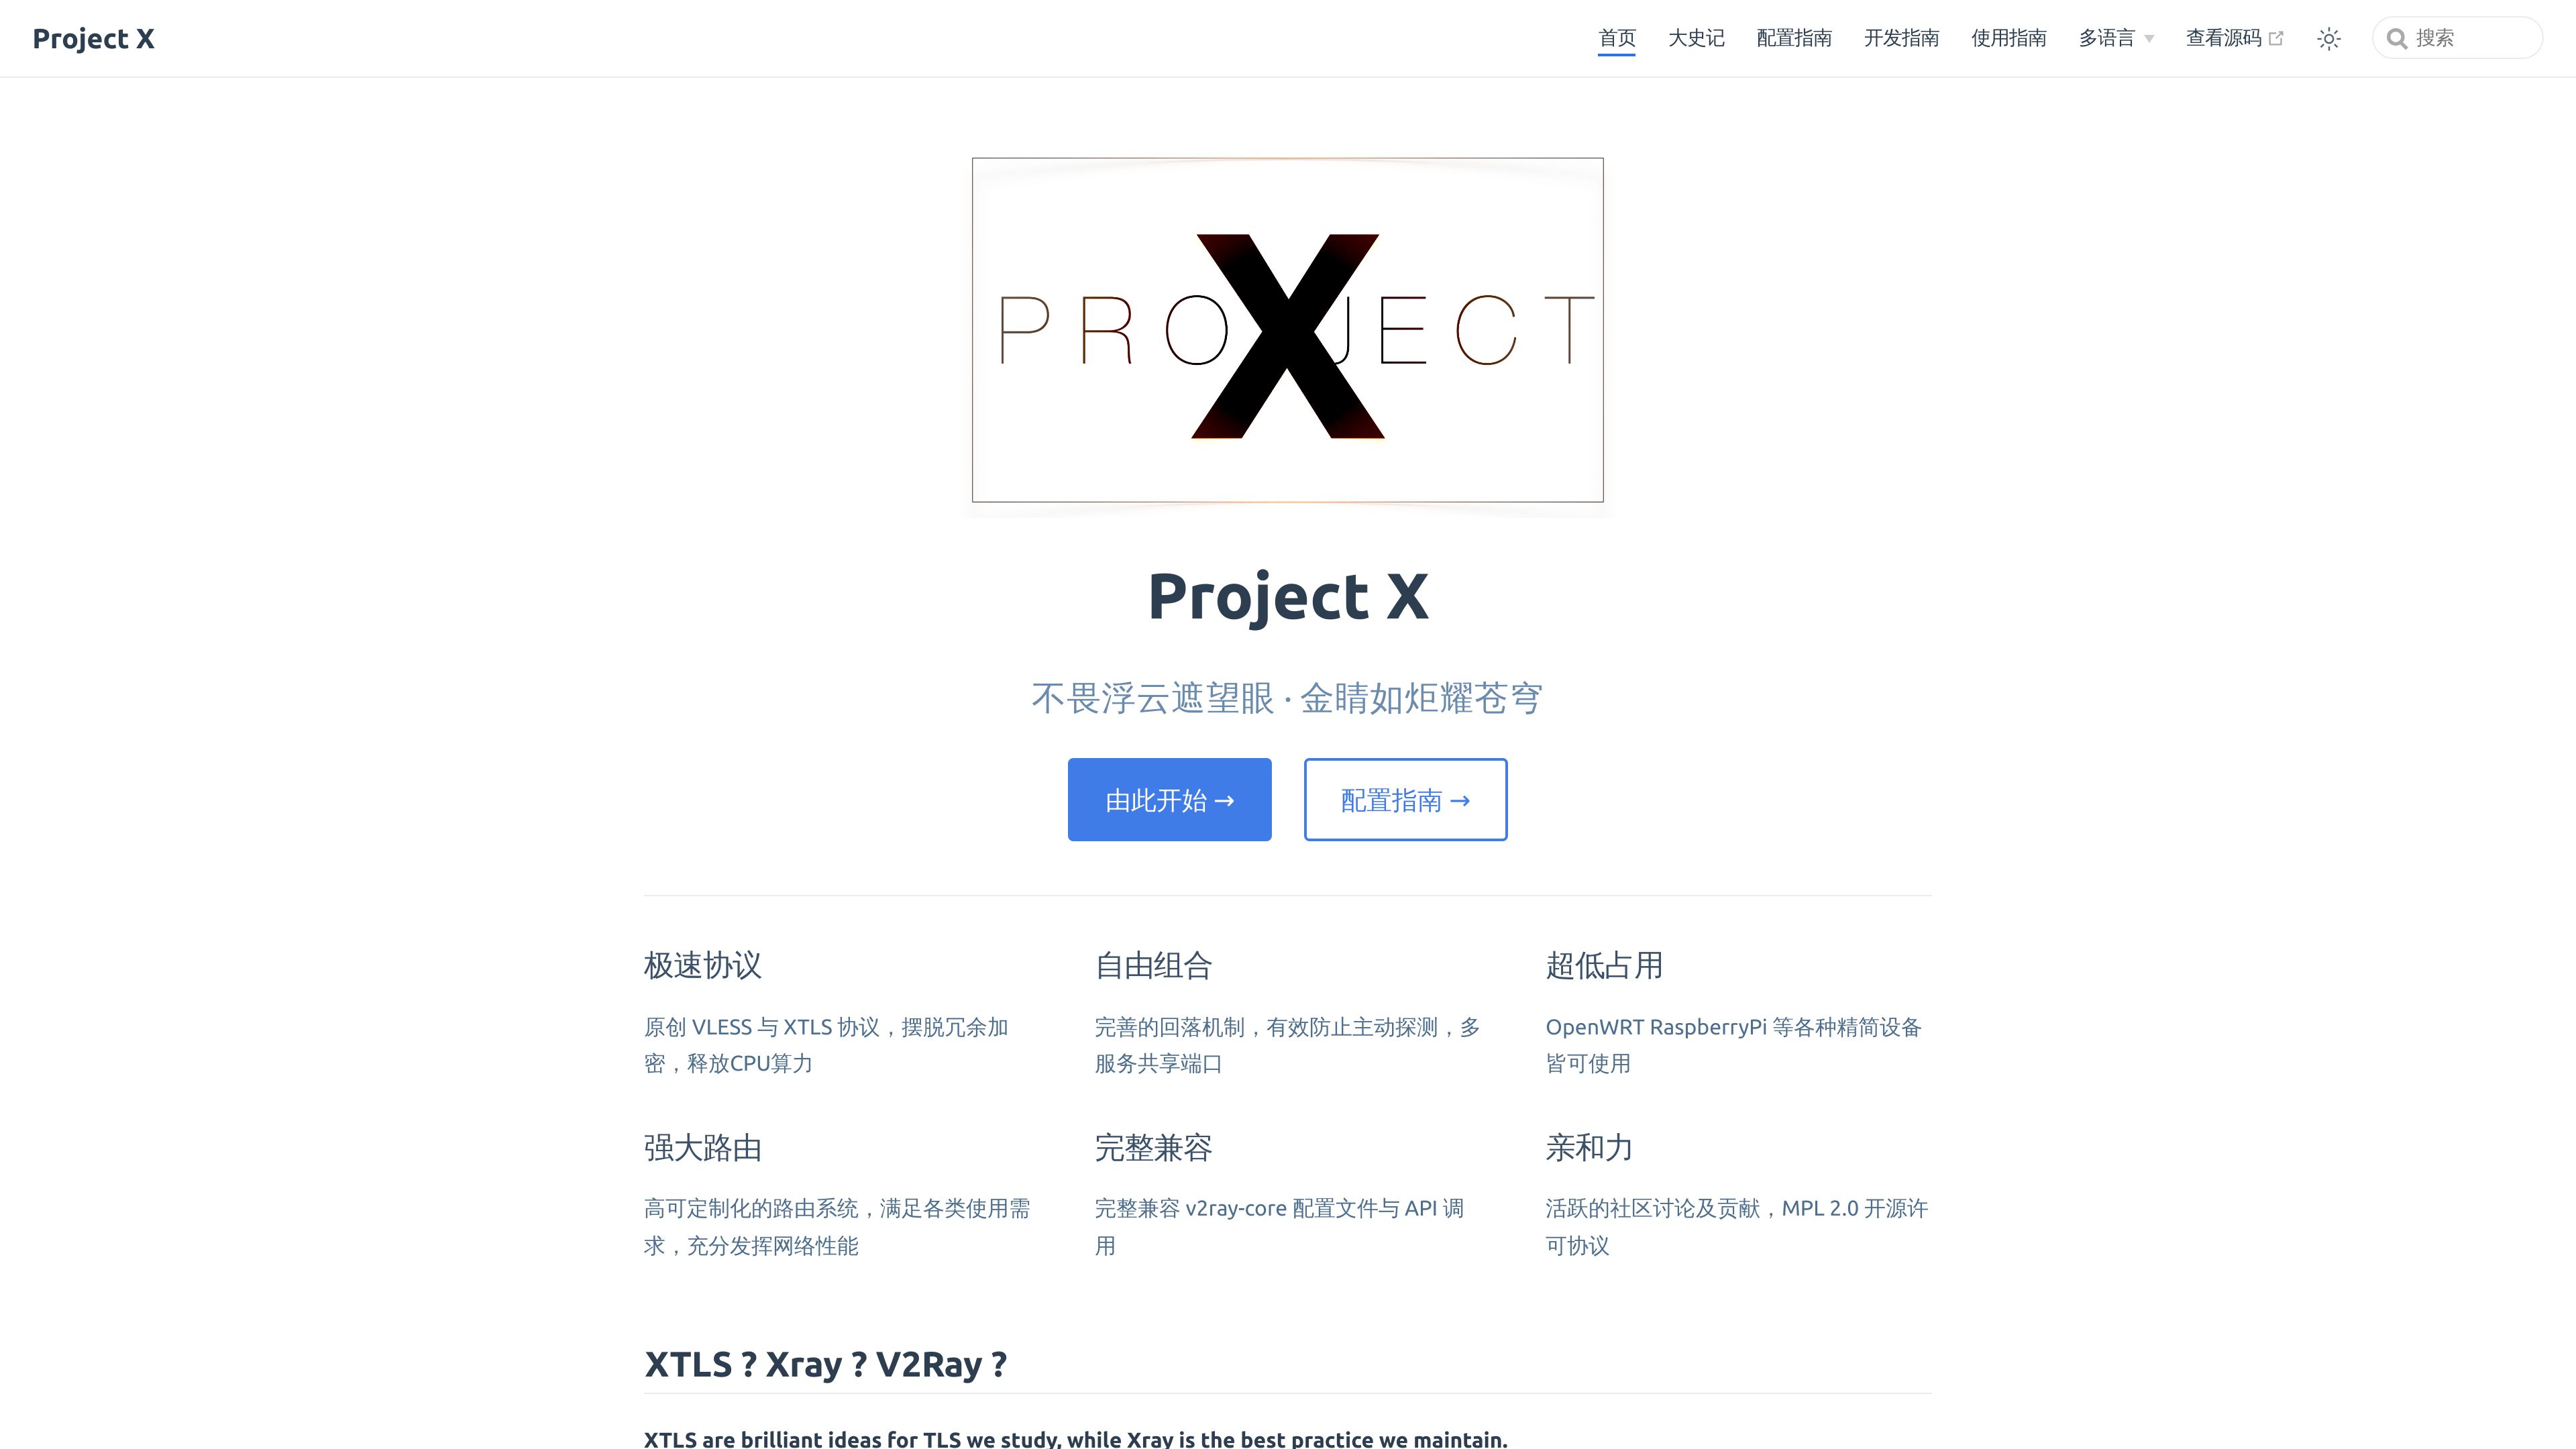 Project X
首页 大史记 配置指南 开发指南 使用指南 多语言 查看源码 搜索
PROJECT
X
Project X
不畏浮云遮望眼 · 金睛如炬耀苍穹
由此开始 → 配置指南 →
极速协议
原创 VLESS 与 XTLS 协议，摆脱冗余加
密，释放CPU算力
自由组合
完善的回落机制，有效防止主动探测，多
服务共享端口
超低占用
OpenWRT RaspberryPi 等各种精简设备
皆可使用
强大路由
高可定制化的路由系统，满足各类使用需
求，充分发挥网络性能
完整兼容
完整兼容 v2ray-core 配置文件与 API 调
用
亲和力
活跃的社区讨论及贡献，MPL 2.0 开源许
可协议
XTLS ? Xray ? V2Ray ?
XTLS are brilliant ideas for TLS we study, while Xray is the best practice we maintain.